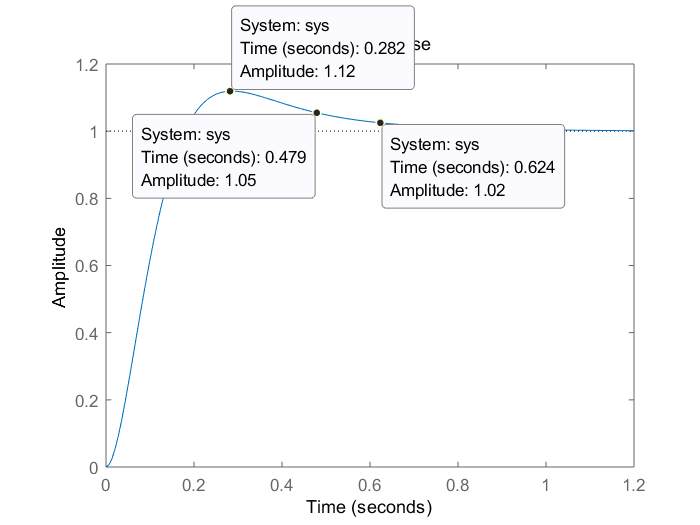 System: sys
Time (seconds): 0.282
Amplitude: 1.12
se
System: sys
Time (seconds): 0.479
Amplitude: 1.05
System: sys
Time (seconds): 0.624
Amplitude: 1.02
1.2
1
0.8
0.6
0.4
0.2
0
Amplitude
0 0.2 0.4 0.6 0.8 1 1.2
Time (seconds)